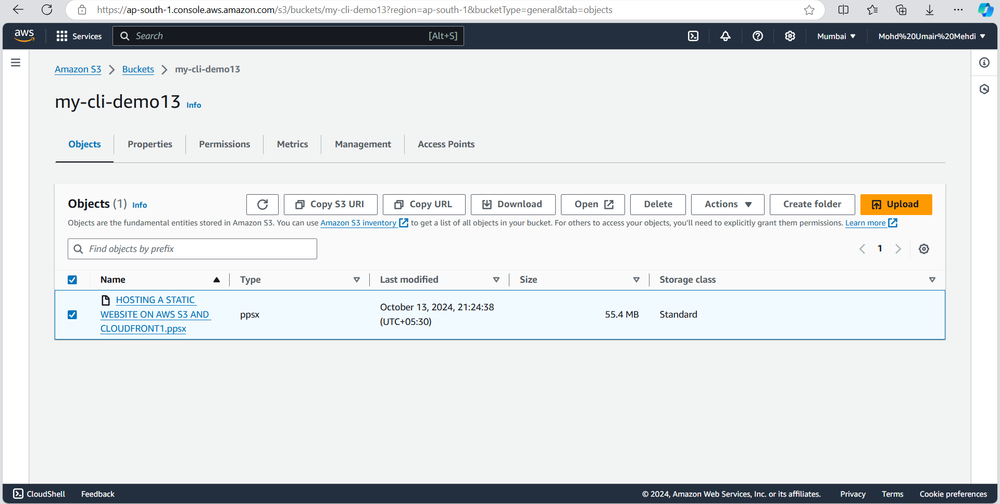 https://ap-south-1.console.aws.amazon.com/s3/buckets/my-cli-demo13?region=ap-south-1&bucketType=general&tab=objects
aws Services Search [Alt+S] Mumbai Mohd%20Umair%20Mehdi
Amazon S3 Buckets my-cli-demo13
my-cli-demo13 Info
Objects Properties Permissions Metrics Management Access Points
Objects (1) Info Copy S3 URI Copy URL Download Open Delete Actions Create folder Upload
Objects are the fundamental entities stored in Amazon S3. You can use Amazon S3 inventory to get a list of all objects in your bucket. For others to access your objects, you'll need to explicitly grant them permissions. Learn more
Find objects by prefix 1
Name Type Last modified Size Storage class
HOSTING A STATIC
WEBSITE ON AWS S3 AND
CLOUDFRONT1.ppsx
ppsx
October 13, 2024, 21:24:38
(UTC+05:30)
55.4 MB
Standard
CloudShell Feedback © 2024, Amazon Web Services, Inc. or its affiliates. Privacy Terms Cookie preferences